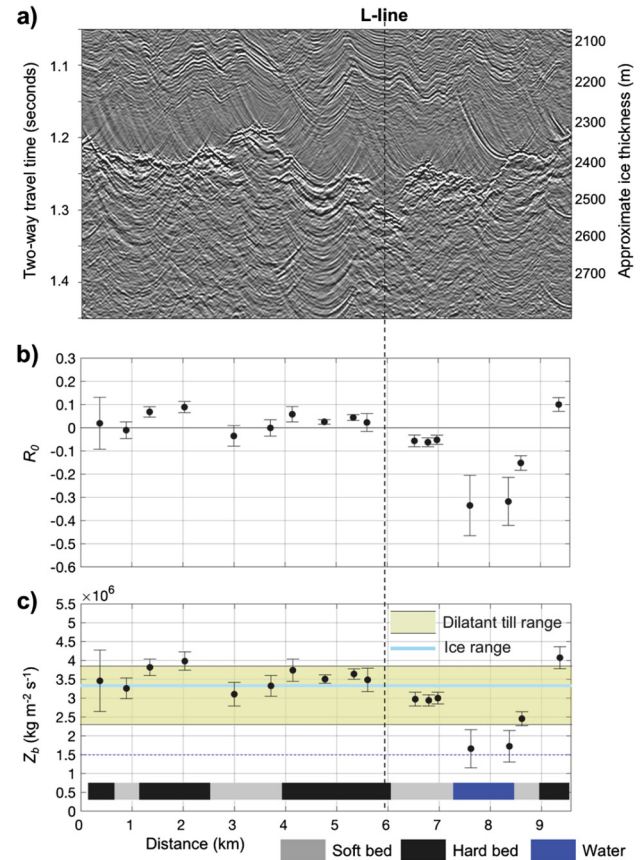 L-line
a)
Two-way travel time (seconds)
1.1
1.2
1.3
1.4
2100
2200
2300
2400
2500
2600
2700
Approximate ice thickness (m)
b)
R0
0.3
0.2
0.1
0
-0.1
-0.2
-0.3
-0.4
-0.5
-0.6
c)
×10⁶
Zb (kg m⁻² s⁻¹)
5.5
5
4.5
4
3.5
3
2.5
2
1.5
1
0.5
0
Dilatant till range
Ice range
0 1 2 3 4 5 6 7 8 9
Distance (km)
Soft bed Hard bed Water